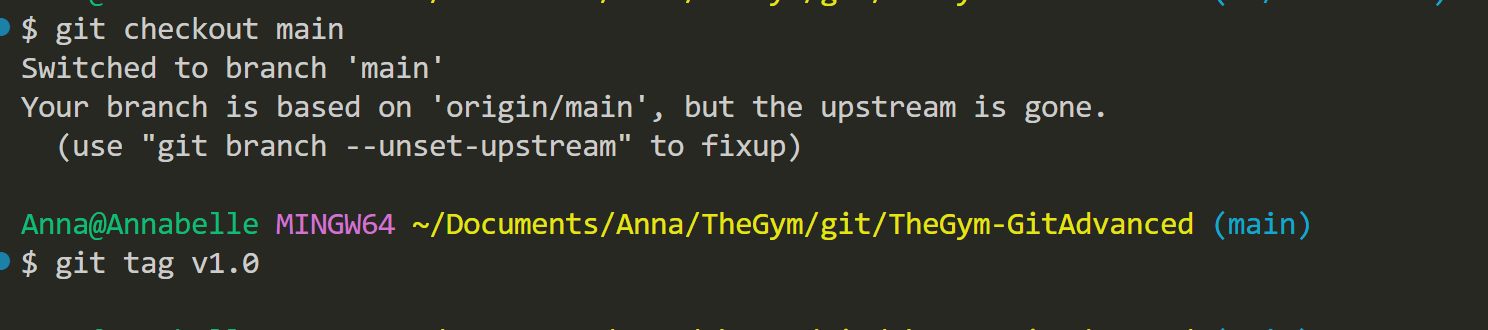 $ git checkout main
Switched to branch 'main'
Your branch is based on 'origin/main', but the upstream is gone.
  (use "git branch --unset-upstream" to fixup)
Anna@Annabelle MINGW64 ~/Documents/Anna/TheGym/git/TheGym-GitAdvanced (main)
$ git tag v1.0